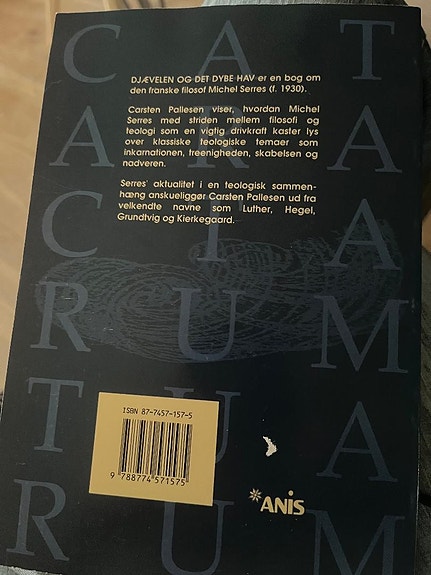 C A T
A R A
C T A
R U M
T U A
R U M
DJÆVELEN OG DET DYBE HAV er en bog om
den franske filosof Michel Serres (f. 1930).
Carsten Pallesen viser, hvordan Michel
Serres med striden mellem filosofi og
teologi som en vigtig drivkraft kaster lys
over klassiske teologiske temaer som
inkarnationen, treenigheden, skabelsen og
nadveren.
Serres' aktualitet i en teologisk sammen-
hæng anskueliggør Carsten Pallesen ud fra
velkendte navne som Luther, Hegel,
Grundtvig og Kierkegaard.
ISBN 87-7457-157-5
9 788774 571575
ANIS